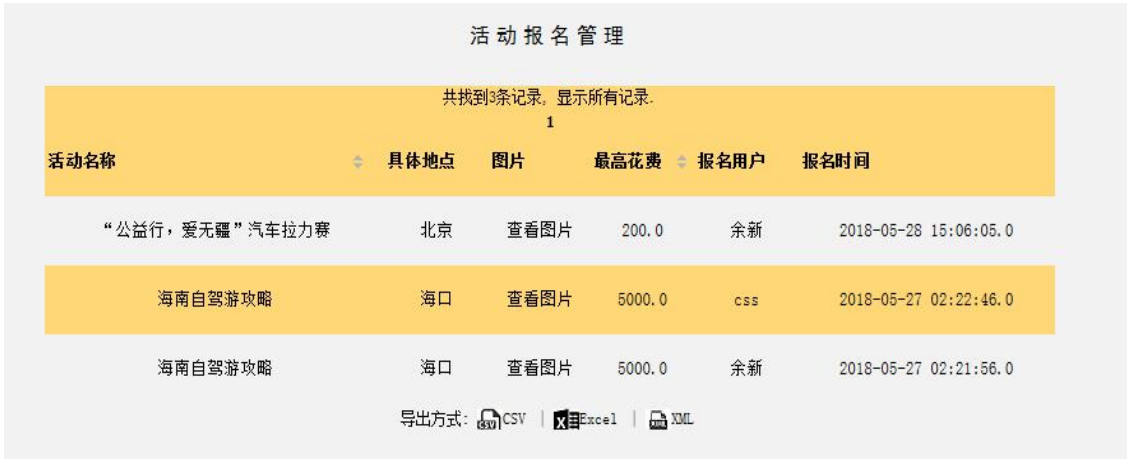 活动报名管理
共找到3条记录, 显示所有记录.
1
活动名称 具体地点 图片 最高花费 报名用户 报名时间
“公益行，爱无疆”汽车拉力赛 北京 查看图片 200.0 余新 2018-05-28 15:06:05.0
海南自驾游攻略 海口 查看图片 5000.0 css 2018-05-27 02:22:46.0
海南自驾游攻略 海口 查看图片 5000.0 余新 2018-05-27 02:21:56.0
导出方式: CSV | Excel | XML